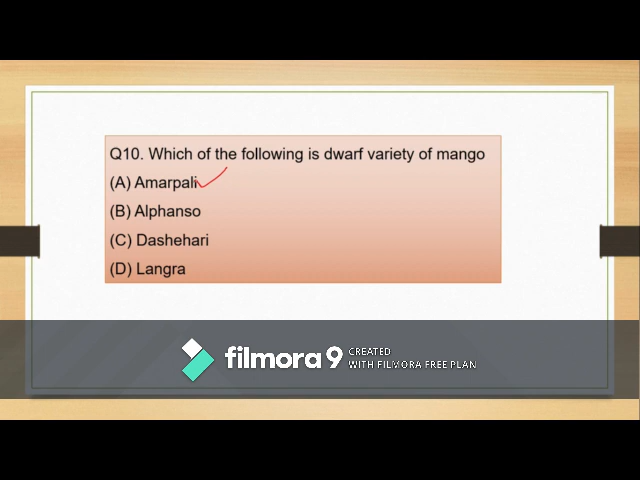 Q10. Which of the following is dwarf variety of mango
(A) Amarpali
(B) Alphanso
(C) Dashehari
(D) Langra
filmora 9 CREATED
WITH FILMORA FREE PLAN